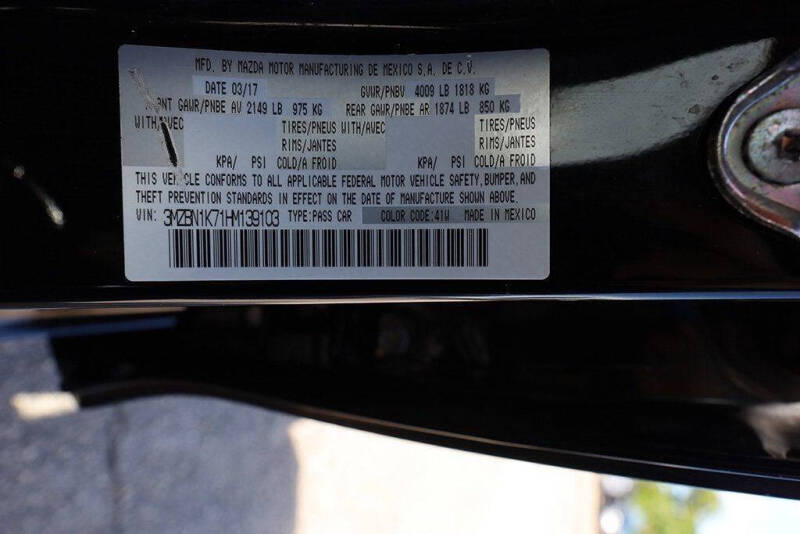 MFD. BY MAZDA MOTOR MANUFACTURING DE MEXICO S.A. DE C.V.
DATE 03/17 GVWR/PNBV 4009 LB 1818 KG
GAWR/PNBE AV 2149 LB 975 KG REAR GAWR/PNBE AR 1874 LB 850 KG
WITH/AVEC TIRES/PNEUS WITH/AVEC TIRES/PNEUS
RIMS/JANTES RIMS/JANTES
KPA/ PSI COLD/A FROID KPA/ PSI COLD/A FROID
THIS VEHICLE CONFORMS TO ALL APPLICABLE FEDERAL MOTOR VEHICLE SAFETY, BUMPER, AND
THEFT PREVENTION STANDARDS IN EFFECT ON THE DATE OF MANUFACTURE SHOWN ABOVE.
VIN: 3MZBN1K71HM139103 TYPE:PASS CAR COLOR CODE:41W MADE IN MEXICO